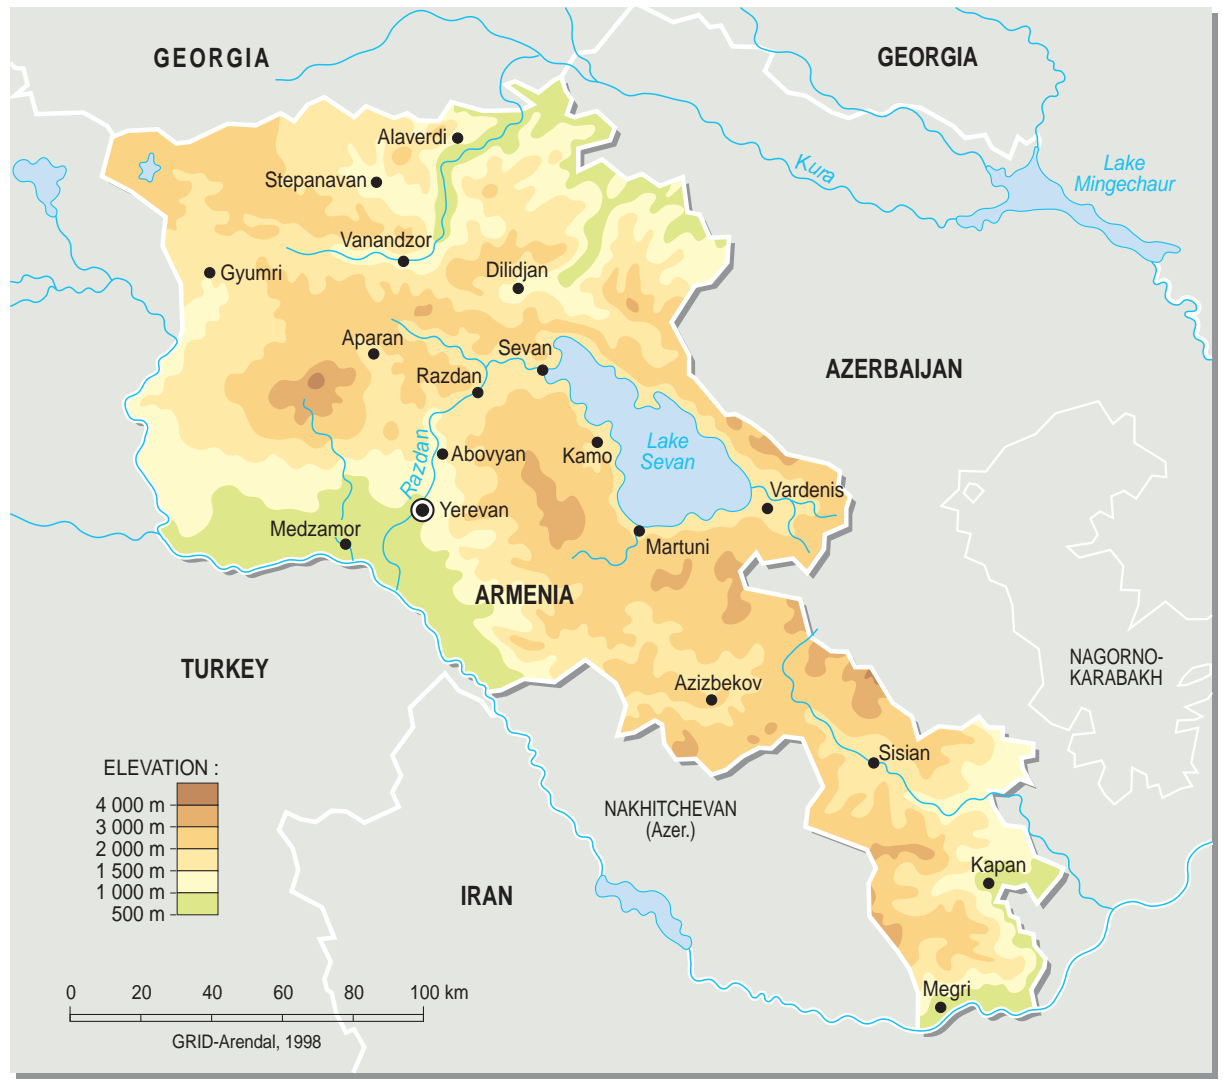 GEORGIA
GEORGIA
Alaverdi
Kura
Lake
Mingechaur
Stepanavan
Vanandzor
Gyumri
Dilidjan
Aparan
Sevan
Razdan
AZERBAIJAN
Razdan
Abovyan
Kamo
Lake
Sevan
Vardenis
Yerevan
Medzamor
Martuni
ARMENIA
TURKEY
NAGORNO-
KARABAKH
Azizbekov
Sisian
ELEVATION :
4 000 m
3 000 m
2 000 m
1 500 m
1 000 m
500 m
NAKHITCHEVAN
(Azer.)
Kapan
IRAN
Megri
0 20 40 60 80 100 km
GRID-Arendal, 1998